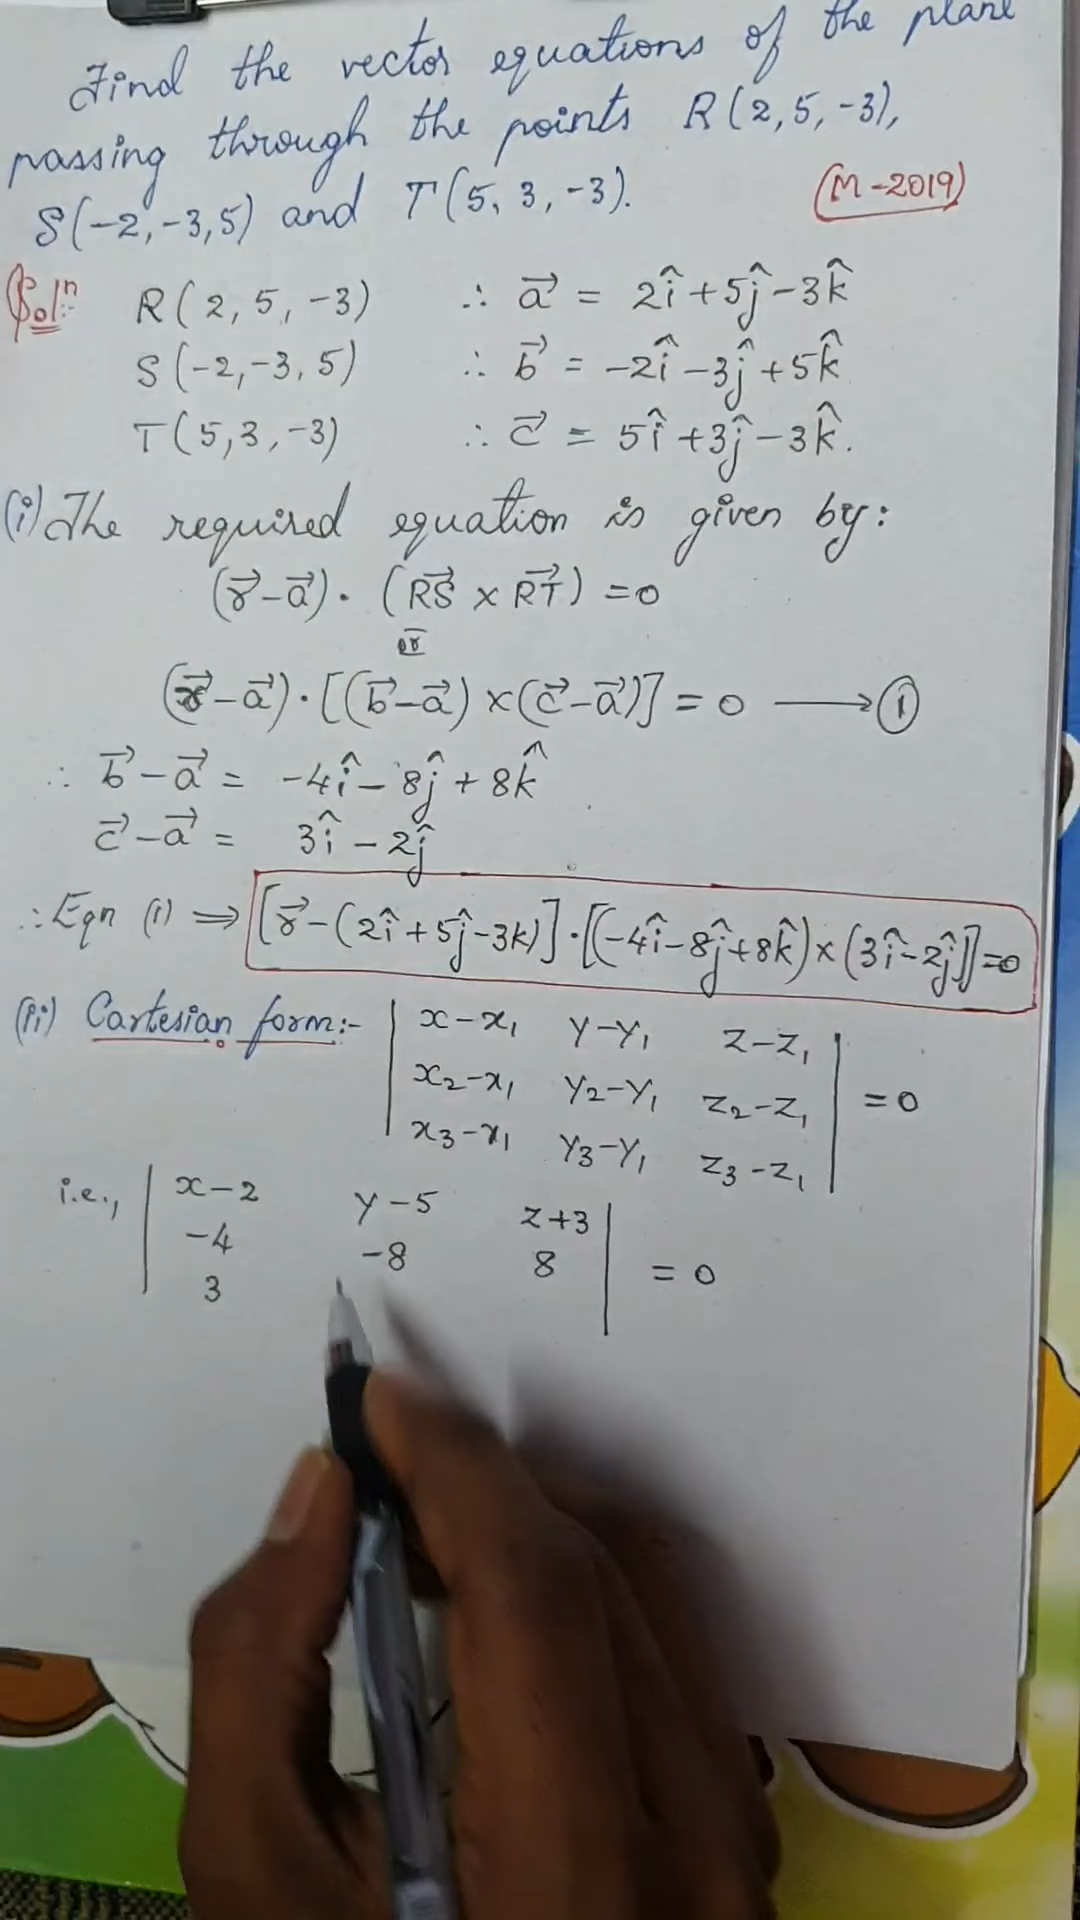 Find the vector equations of the plane
passing through the points R(2,5,-3),
S(-2,-3,5) and T(5,3,-3).
(M-2019)
Solⁿ:-
R(2,5,-3) ∴ a⃗ = 2î+5ĵ-3k̂
S(-2,-3,5) ∴ b⃗ = -2î-3ĵ+5k̂
T(5,3,-3) ∴ c⃗ = 5î+3ĵ-3k̂.
(i) The required equation is given by:
(r⃗-a⃗)·(RS⃗ × RT⃗)=0
or
(r⃗-a⃗)·[(b⃗-a⃗)×(c⃗-a⃗)]=0 ⟶ ①
∴ b⃗-a⃗ = -4î-8ĵ+8k̂
c⃗-a⃗ = 3î-2ĵ
∴ Eqn (1) ⇒ [r⃗-(2î+5ĵ-3k)]·[(-4î-8ĵ+8k̂)×(3î-2ĵ)]=0
(ii) Cartesian form:- | x-x₁ y-y₁ z-z₁ |
| x₂-x₁ y₂-y₁ z₂-z₁ | =0
| x₃-x₁ y₃-y₁ z₃-z₁ |
i.e., | x-2 y-5 z+3 |
| -4 -8 8 | = 0
| 3 |